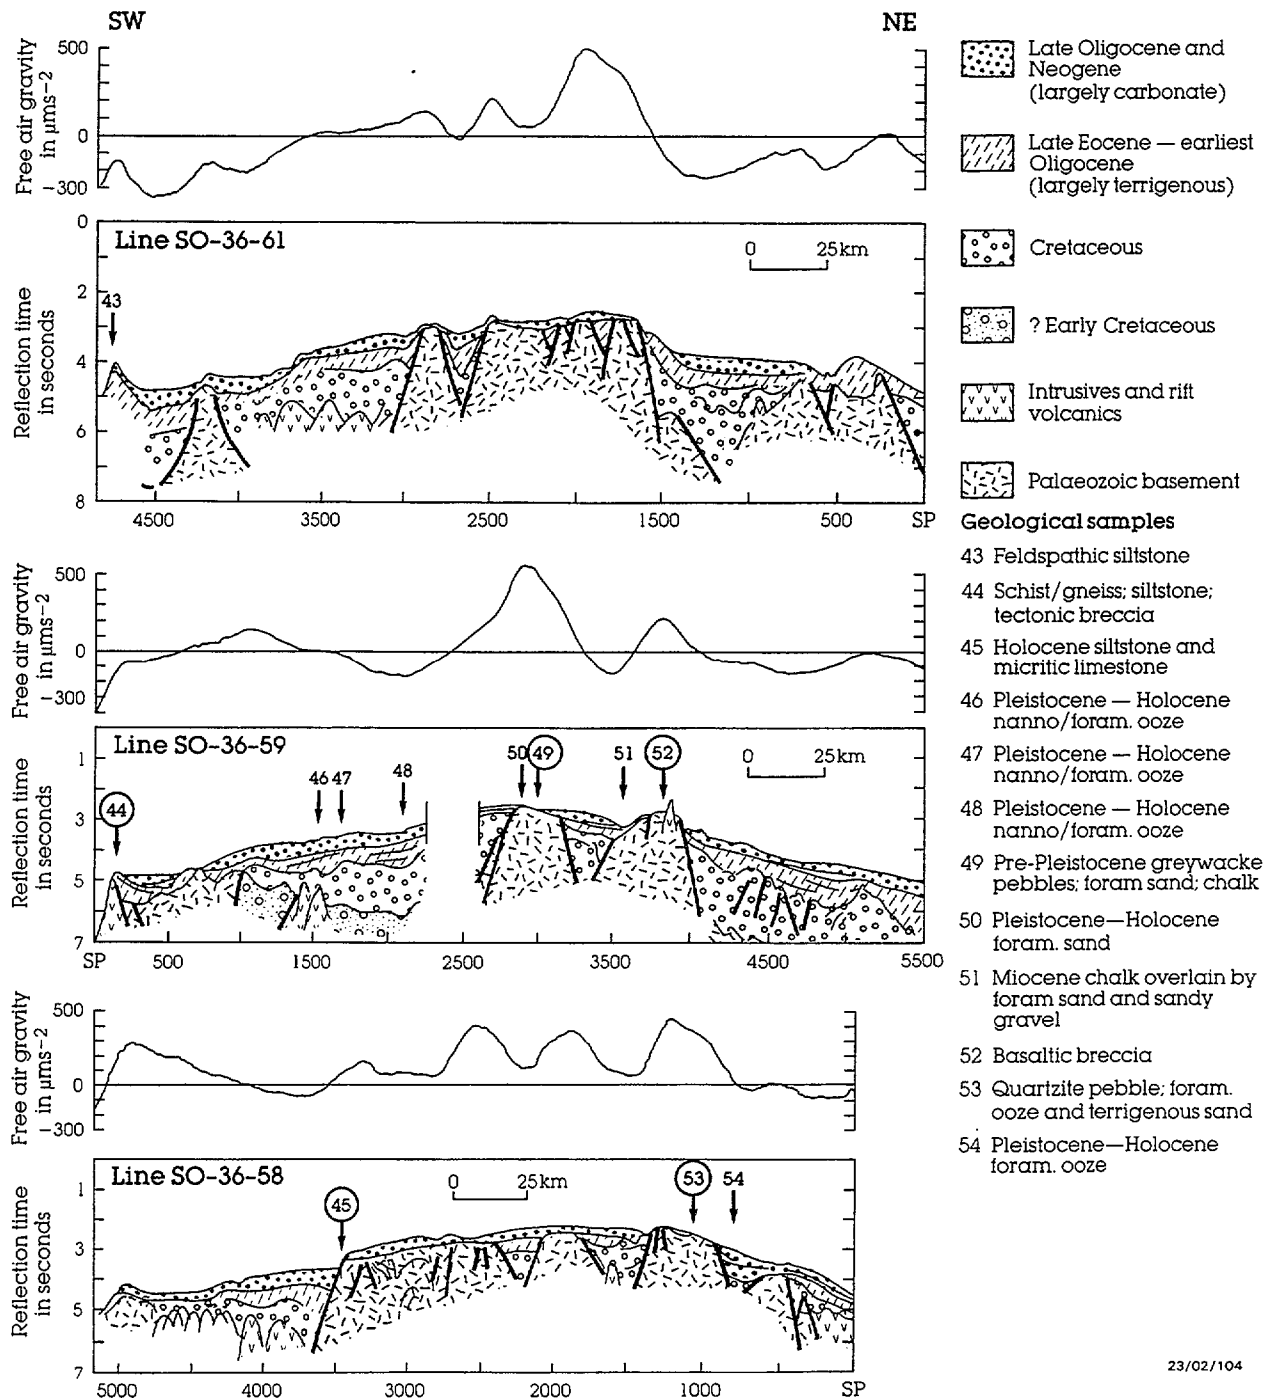 SW
NE
Free air gravity
in µms−2
500
0
−300
Line SO-36-61
0 25km
43
Reflection time
in seconds
0
2
4
6
8
4500 3500 2500 1500 500 SP
Free air gravity
in µms−2
500
0
−300
Line SO-36-59
0 25km
44
46 47 48
50 49 51 52
Reflection time
in seconds
1
3
5
7
SP 500 1500 2500 3500 4500 5500
Free air gravity
in µms−2
500
0
−300
Line SO-36-58
0 25km
45
53 54
Reflection time
in seconds
1
3
5
7
5000 4000 3000 2000 1000 SP
Late Oligocene and
Neogene
(largely carbonate)
Late Eocene — earliest
Oligocene
(largely terrigenous)
Cretaceous
? Early Cretaceous
Intrusives and rift
volcanics
Palaeozoic basement
Geological samples
43 Feldspathic siltstone
44 Schist/gneiss; siltstone;
tectonic breccia
45 Holocene siltstone and
micritic limestone
46 Pleistocene — Holocene
nanno/foram. ooze
47 Pleistocene — Holocene
nanno/foram. ooze
48 Pleistocene — Holocene
nanno/foram. ooze
49 Pre-Pleistocene greywacke
pebbles; foram sand; chalk
50 Pleistocene—Holocene
foram. sand
51 Miocene chalk overlain by
foram sand and sandy
gravel
52 Basaltic breccia
53 Quartzite pebble; foram.
ooze and terrigenous sand
54 Pleistocene—Holocene
foram. ooze
23/02/104